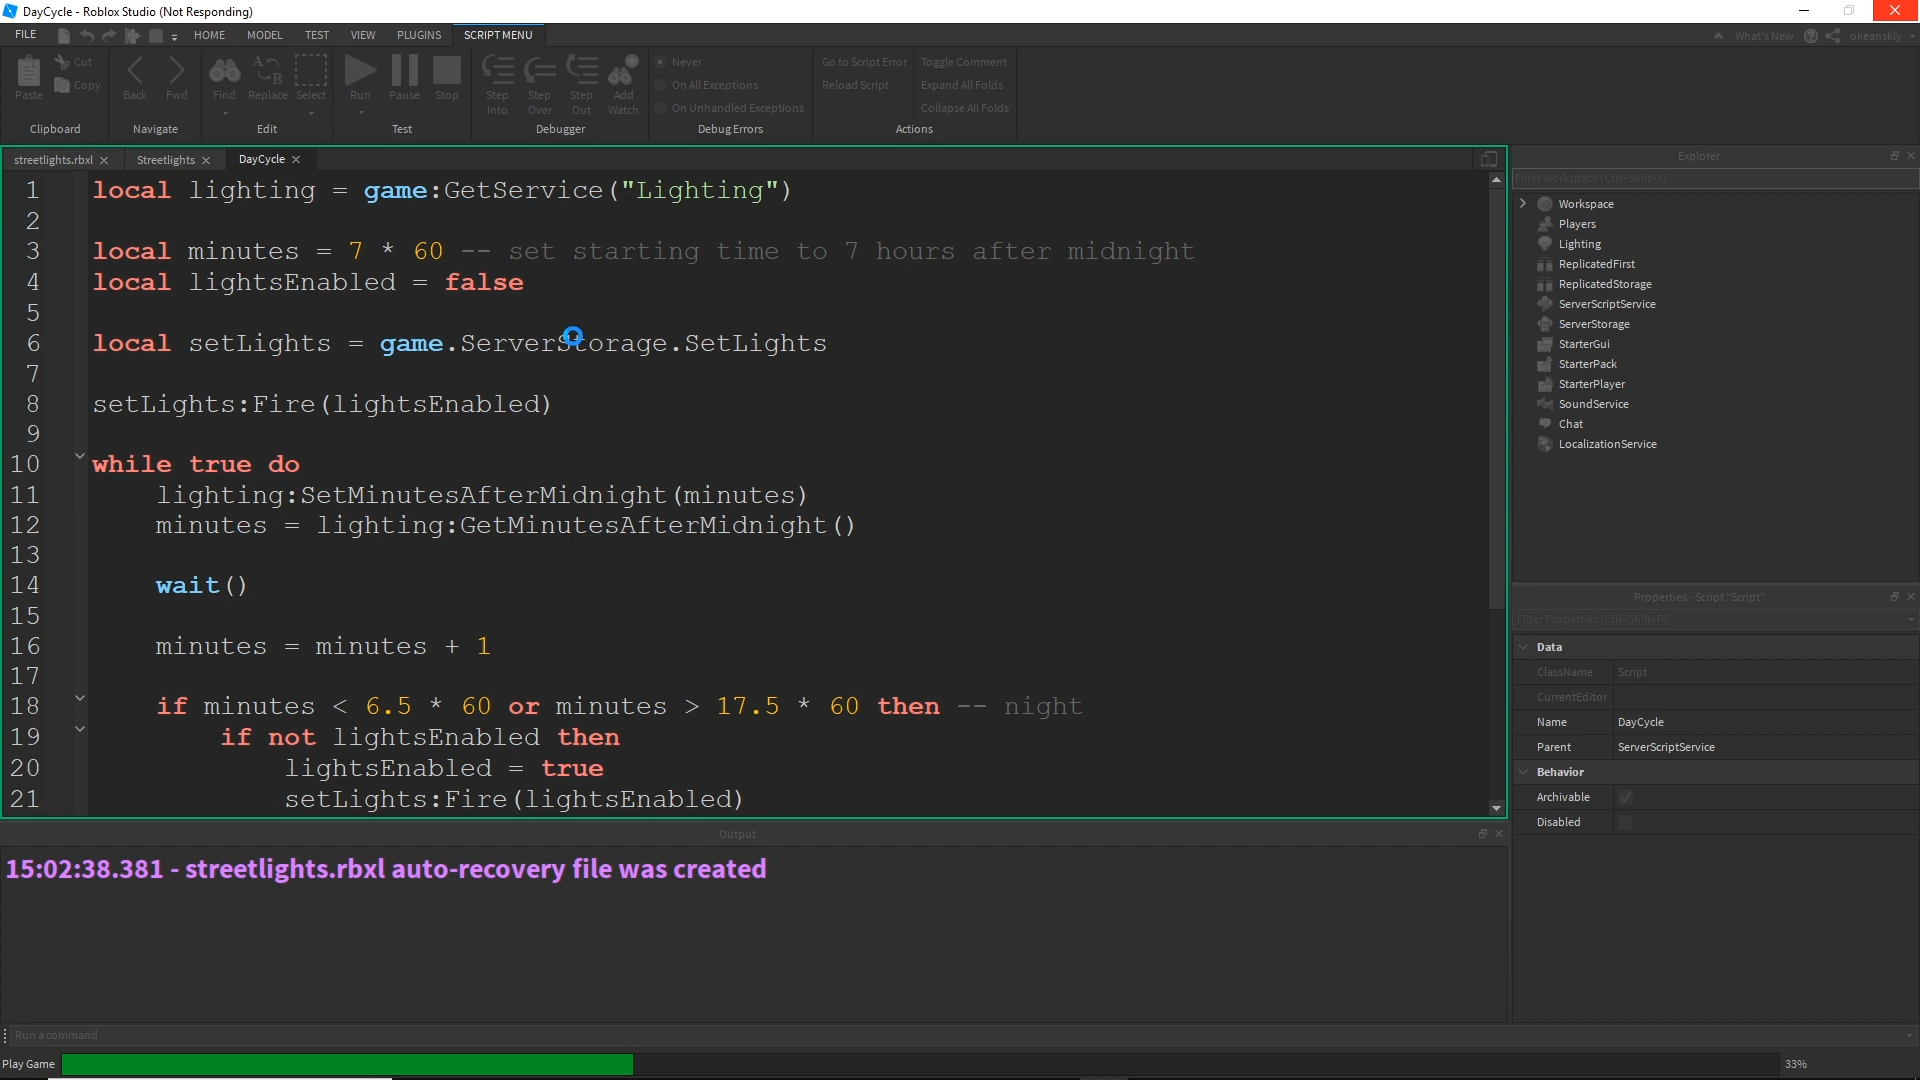 DayCycle - Roblox Studio (Not Responding)
FILE HOME MODEL TEST VIEW PLUGINS SCRIPT MENU What's New okeanskiy
Paste Cut Copy Back Fwd Find Replace Select Run Pause Stop Step Into Step Over Step Out Add Watch
Never
On All Exceptions
On Unhandled Exceptions
Go to Script Error
Reload Script
Toggle Comment
Expand All Folds
Collapse All Folds
Clipboard Navigate Edit Test Debugger Debug Errors Actions
streetlights.rbxl Streetlights DayCycle
1 local lighting = game:GetService("Lighting")
2
3 local minutes = 7 * 60 -- set starting time to 7 hours after midnight
4 local lightsEnabled = false
5
6 local setLights = game.ServerStorage.SetLights
7
8 setLights:Fire(lightsEnabled)
9
10 while true do
11 lighting:SetMinutesAfterMidnight(minutes)
12 minutes = lighting:GetMinutesAfterMidnight()
13
14 wait()
15
16 minutes = minutes + 1
17
18 if minutes < 6.5 * 60 or minutes > 17.5 * 60 then -- night
19 if not lightsEnabled then
20 lightsEnabled = true
21 setLights:Fire(lightsEnabled)
Explorer
Filter workspace (Ctrl+Shift+X)
Workspace
Players
Lighting
ReplicatedFirst
ReplicatedStorage
ServerScriptService
ServerStorage
StarterGui
StarterPack
StarterPlayer
SoundService
Chat
LocalizationService
Properties - Script "Script"
Filter Properties (Ctrl+Shift+P)
Data
ClassName Script
CurrentEditor
Name DayCycle
Parent ServerScriptService
Behavior
Archivable
Disabled
Output
15:02:38.381 - streetlights.rbxl auto-recovery file was created
Run a command
Play Game 33%